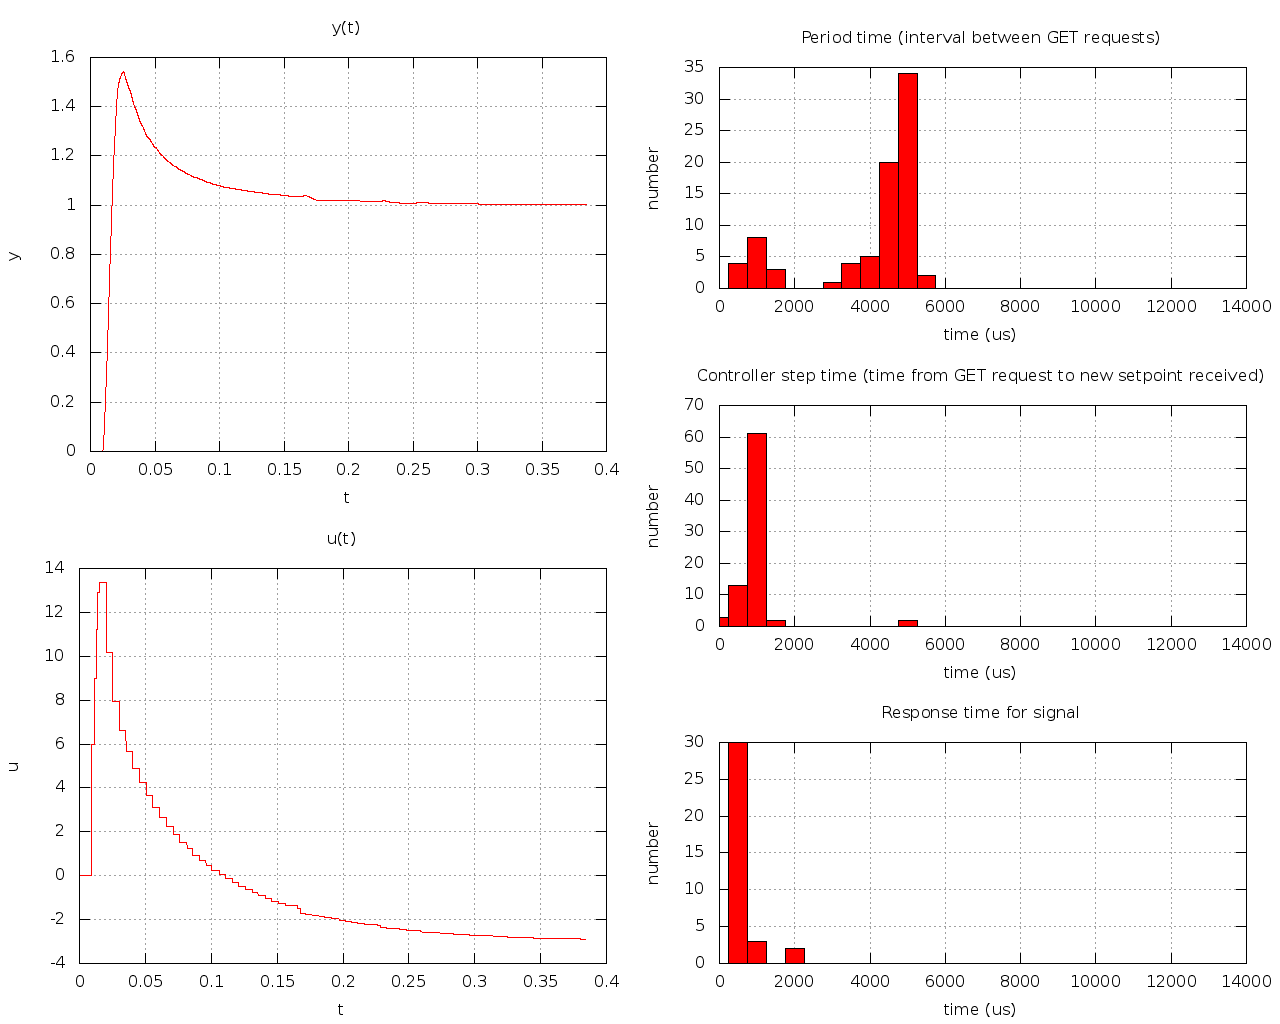 y(t)
1.6
1.4
1.2
1
0.8
0.6
0.4
0.2
0
y
0 0.05 0.1 0.15 0.2 0.25 0.3 0.35 0.4
t
u(t)
14
12
10
8
6
4
2
0
-2
-4
u
0 0.05 0.1 0.15 0.2 0.25 0.3 0.35 0.4
t
Period time (interval between GET requests)
35
30
25
20
15
10
5
0
number
0 2000 4000 6000 8000 10000 12000 14000
time (us)
Controller step time (time from GET request to new setpoint received)
70
60
50
40
30
20
10
0
number
0 2000 4000 6000 8000 10000 12000 14000
time (us)
Response time for signal
30
25
20
15
10
5
0
number
0 2000 4000 6000 8000 10000 12000 14000
time (us)